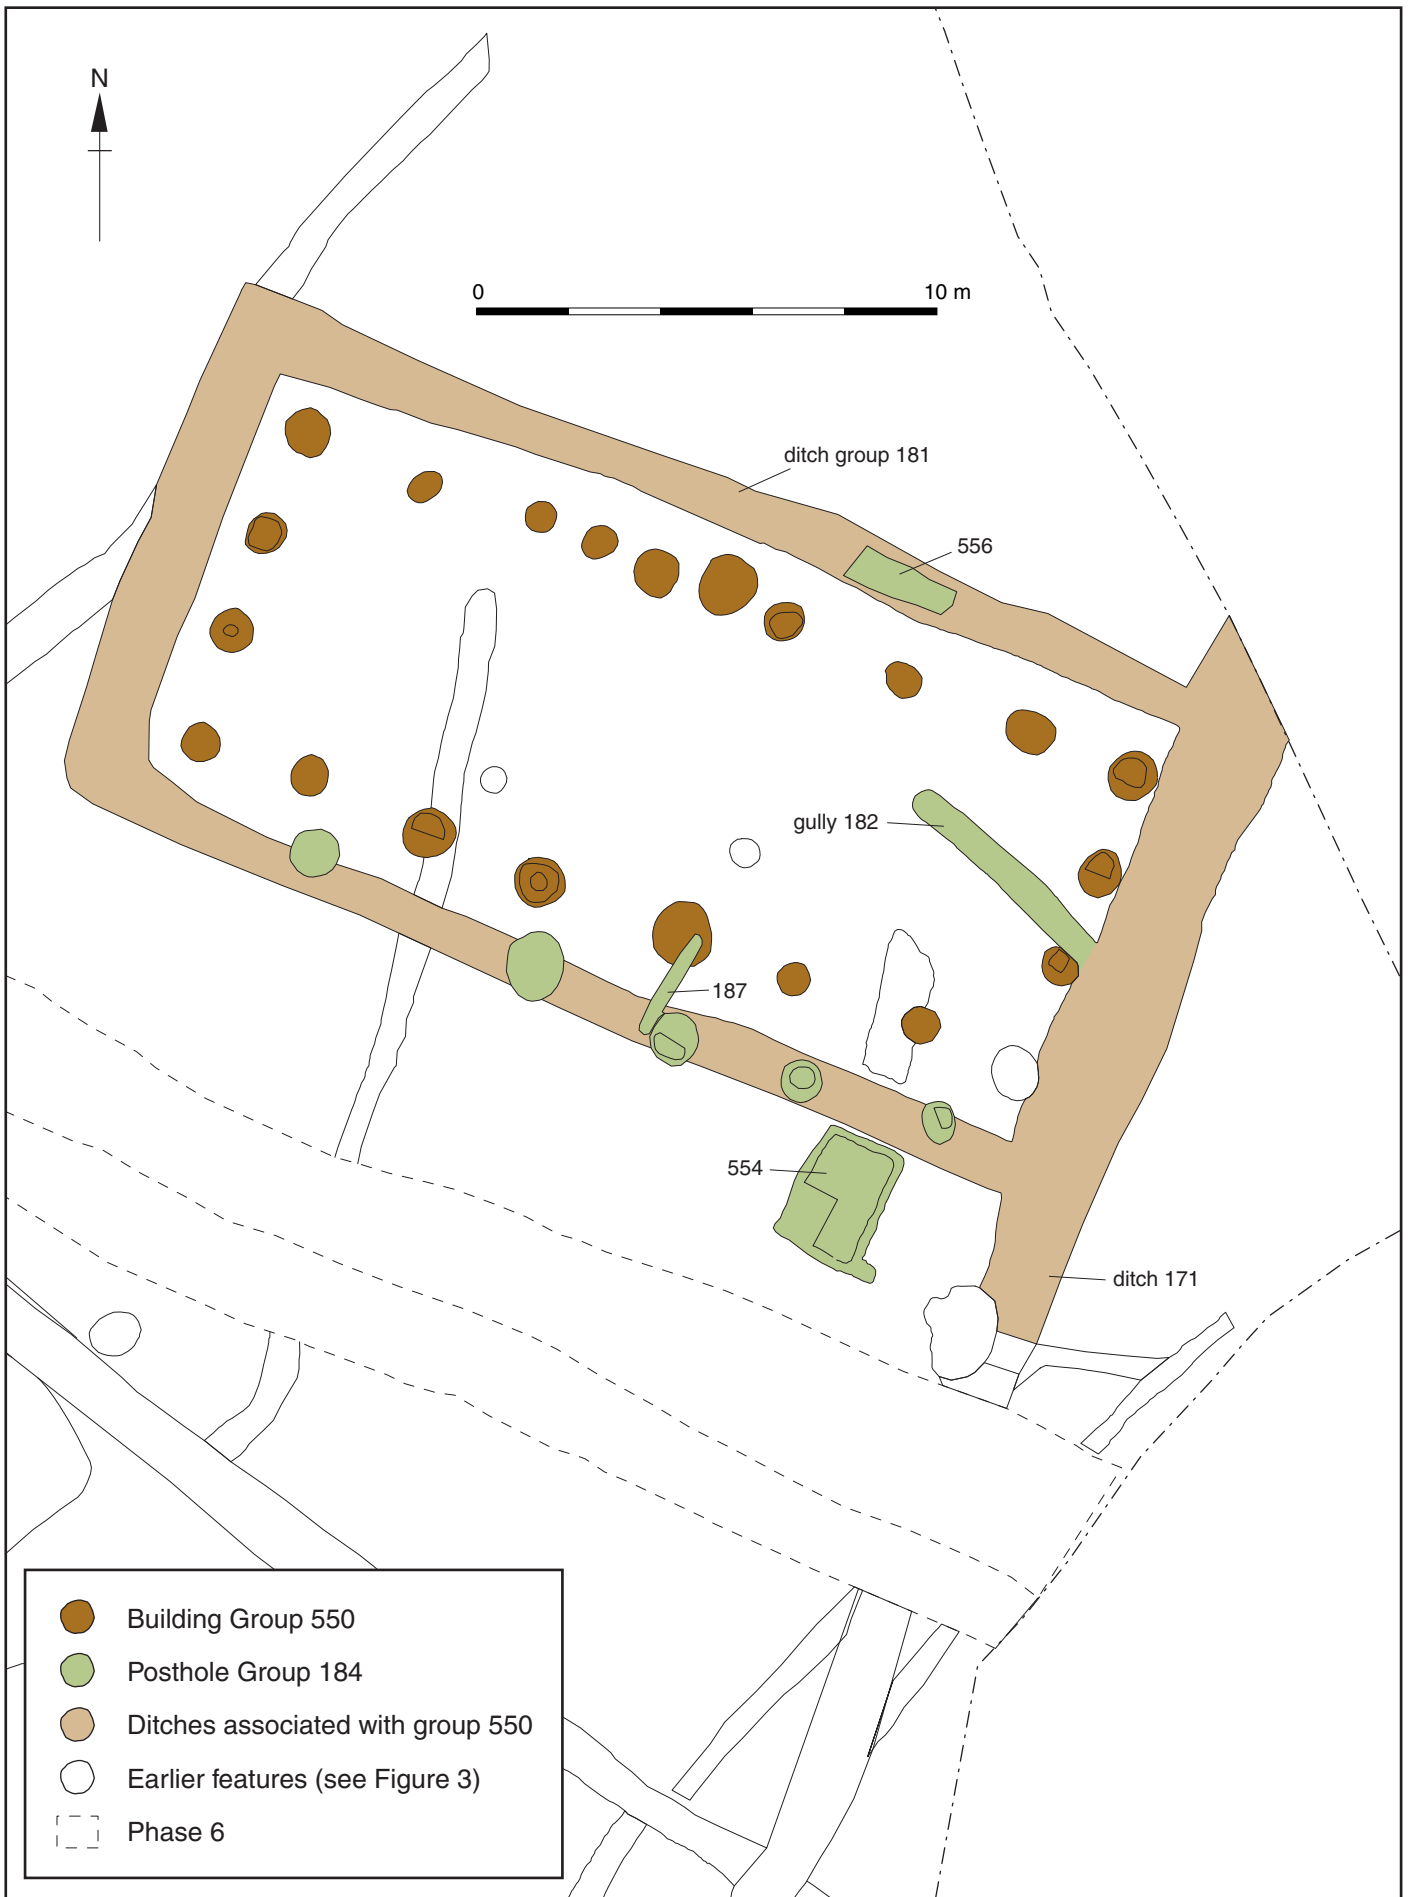 N
0 10 m
ditch group 181
556
gully 182
187
554
ditch 171
Building Group 550
Posthole Group 184
Ditches associated with group 550
Earlier features (see Figure 3)
Phase 6